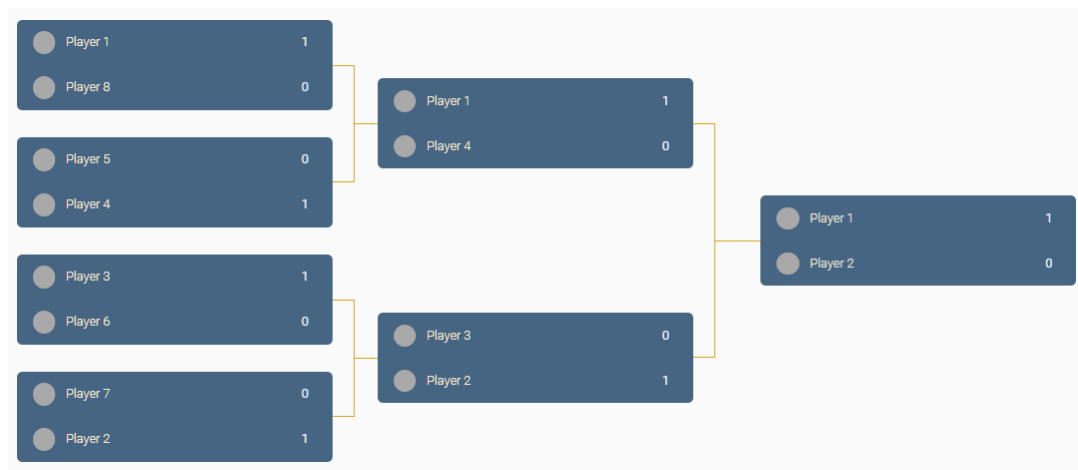 Player 1 1
Player 8 0
Player 5 0
Player 4 1
Player 3 1
Player 6 0
Player 7 0
Player 2 1
Player 1 1
Player 4 0
Player 3 0
Player 2 1
Player 1 1
Player 2 0